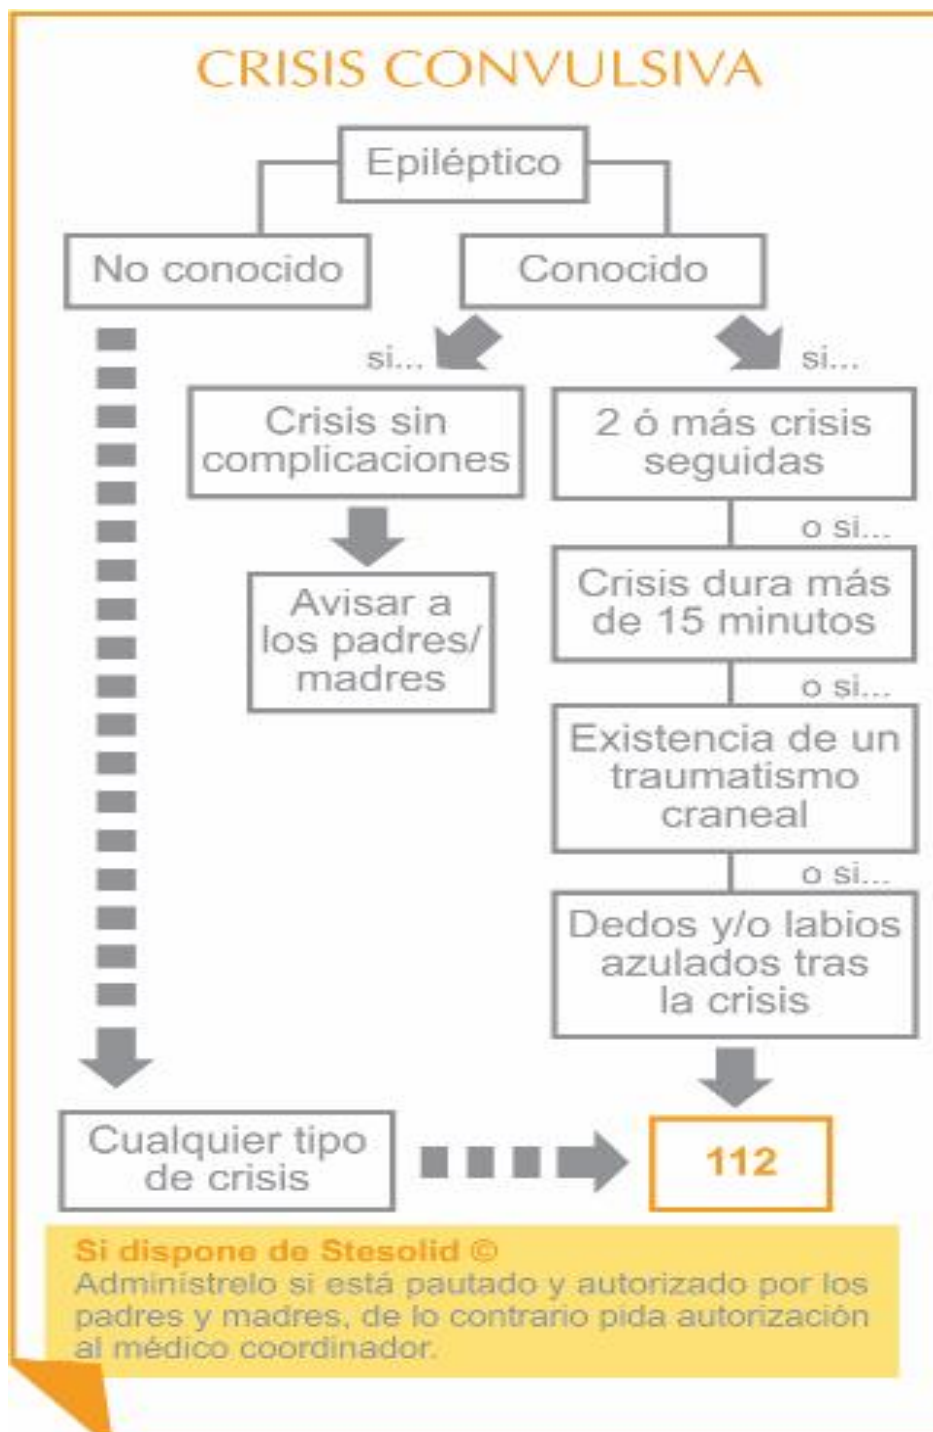 CRISIS CONVULSIVA
Epiléptico
No conocido
Conocido
si...
si...
Crisis sin
complicaciones
2 ó más crisis
seguidas
o si...
Avisar a
los padres/
madres
Crisis dura más
de 15 minutos
o si...
Existencia de un
traumatismo
craneal
o si...
Dedos y/o labios
azulados tras
la crisis
Cualquier tipo
de crisis
112
Si dispone de Stesolid ©
Adminístrelo si está pautado y autorizado por los
padres y madres, de lo contrario pida autorización
al médico coordinador.